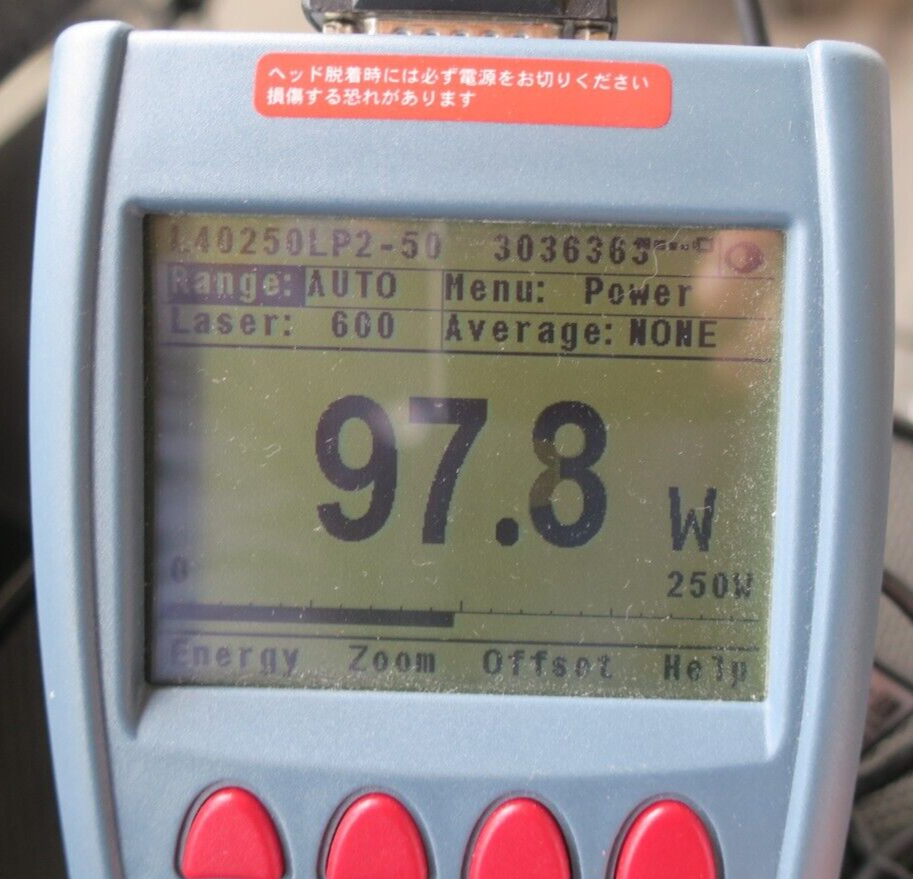 ヘッド脱着時には必ず電源をお切りください
損傷する恐れがあります
L40250LP2-50 303636
Range: AUTO Menu: Power
Laser: Average: NONE
97.8 W
0 250W
Energy Zoom Offset Help